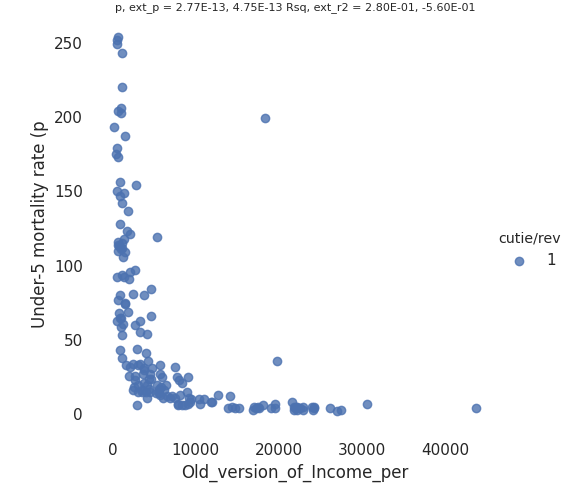 p, ext_p = 2.77E-13, 4.75E-13 Rsq, ext_r2 = 2.80E-01, -5.60E-01
250
200
150
100
50
0
Under-5 mortality rate (p
0 10000 20000 30000 40000
Old_version_of_Income_per
cutie/rev
1